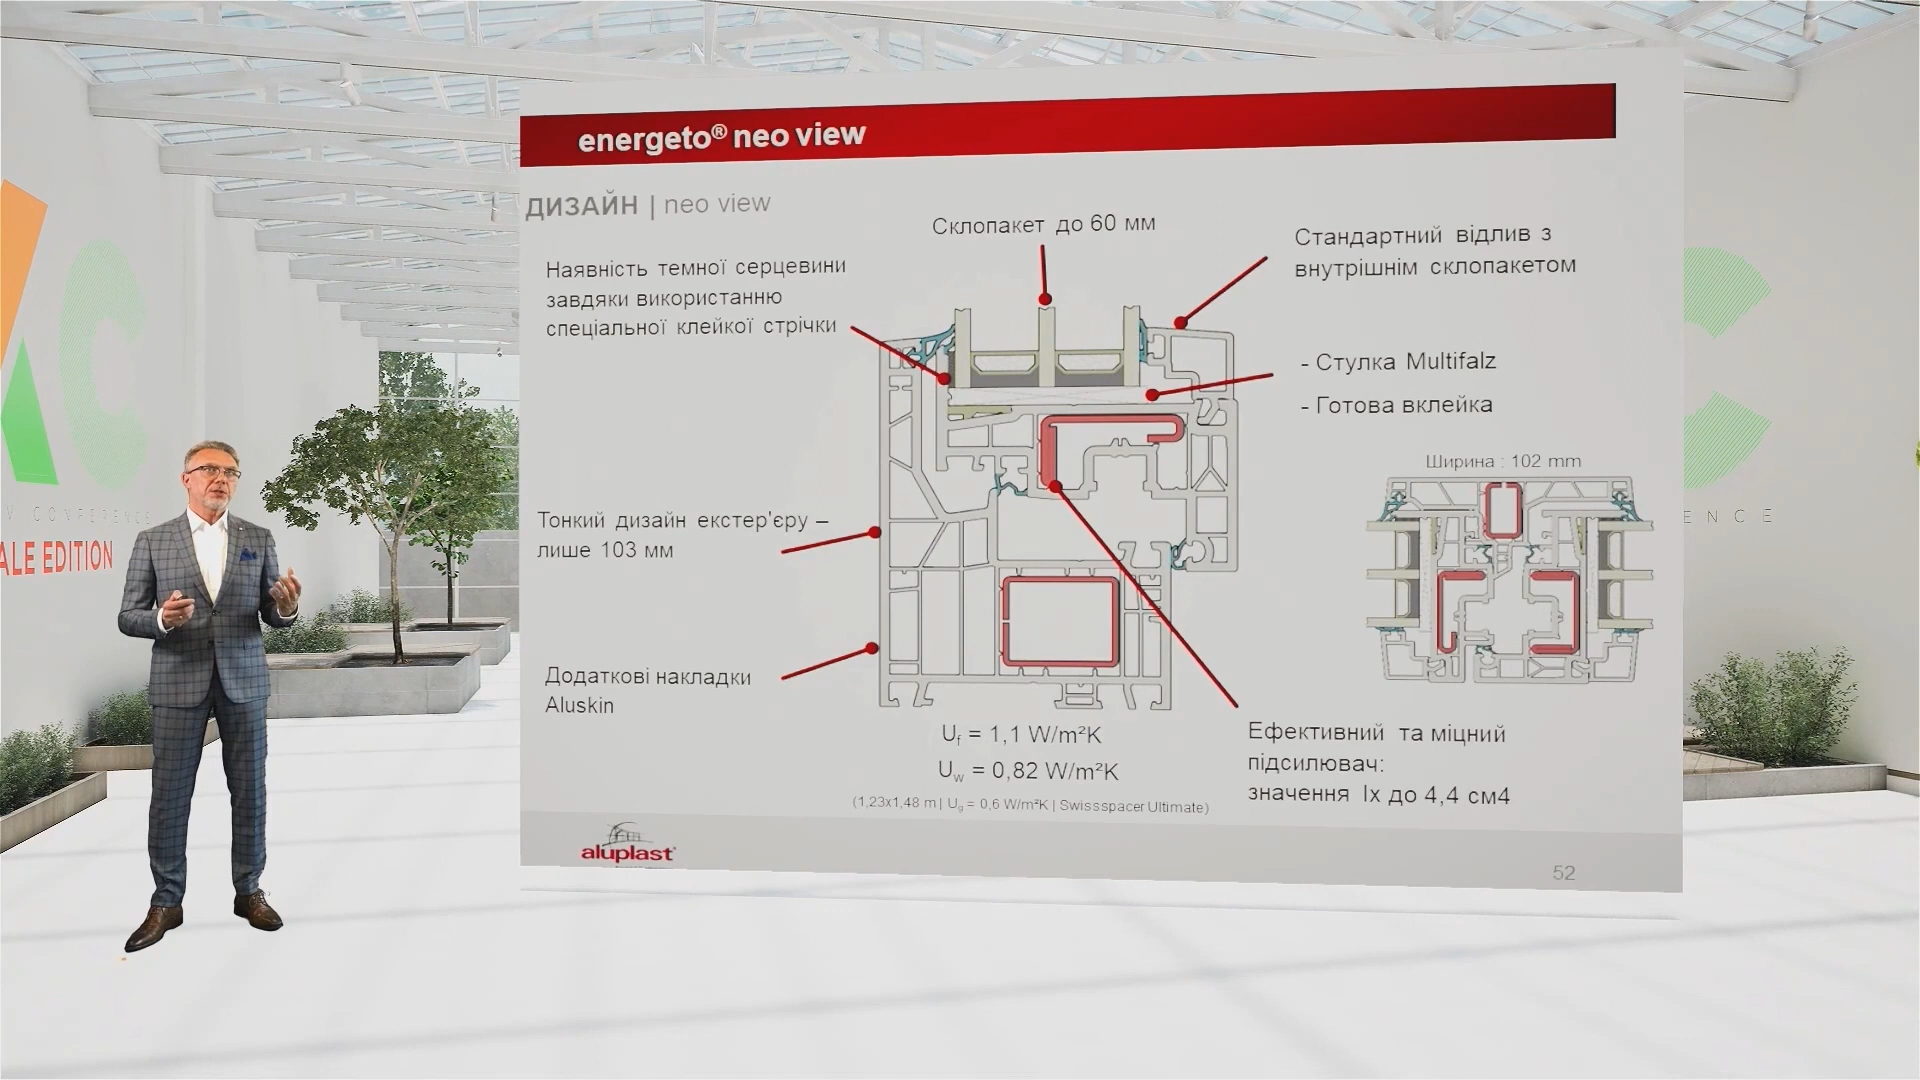 energeto® neo view
ДИЗАЙН | neo view
Склопакет до 60 мм
Стандартний відлив з
внутрішнім склопакетом
Наявність темної серцевини
завдяки використанню
спеціальної клейкої стрічки
- Стулка Multifalz
- Готова вклейка
Ширина : 102 mm
Тонкий дизайн екстер'єру –
лише 103 мм
Додаткові накладки
Aluskin
Uf = 1,1 W/m²K
Uw = 0,82 W/m²K
(1,23x1,48 m | Ug = 0,6 W/m²K | Swissspacer Ultimate)
Ефективний та міцний
підсилювач:
значення Ix до 4,4 см4
aluplast
52
C
V CONFERENCE
ALE EDITION
C
ENCE